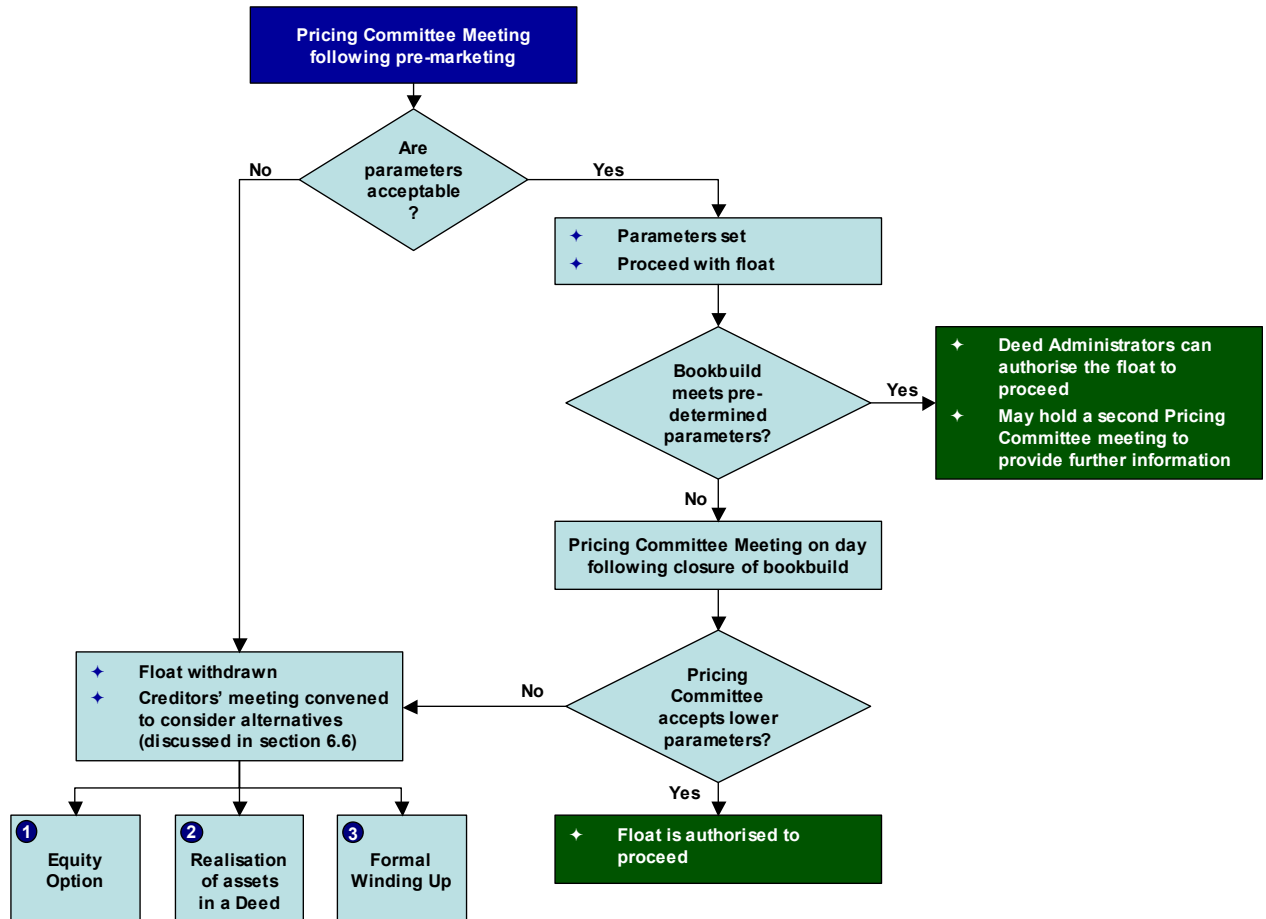 Pricing Committee Meeting
following pre-marketing
Are
parameters
acceptable
?
No
Yes
✦ Parameters set
✦ Proceed with float
Bookbuild
meets pre-
determined
parameters?
Yes
✦ Deed Administrators can
authorise the float to
proceed
✦ May hold a second Pricing
Committee meeting to
provide further information
No
Pricing Committee Meeting on day
following closure of bookbuild
Pricing
Committee
accepts lower
parameters?
No
✦ Float withdrawn
✦ Creditors’ meeting convened
to consider alternatives
(discussed in section 6.6)
Yes
✦ Float is authorised to
proceed
1
Equity
Option
2
Realisation
of assets
in a Deed
3
Formal
Winding Up